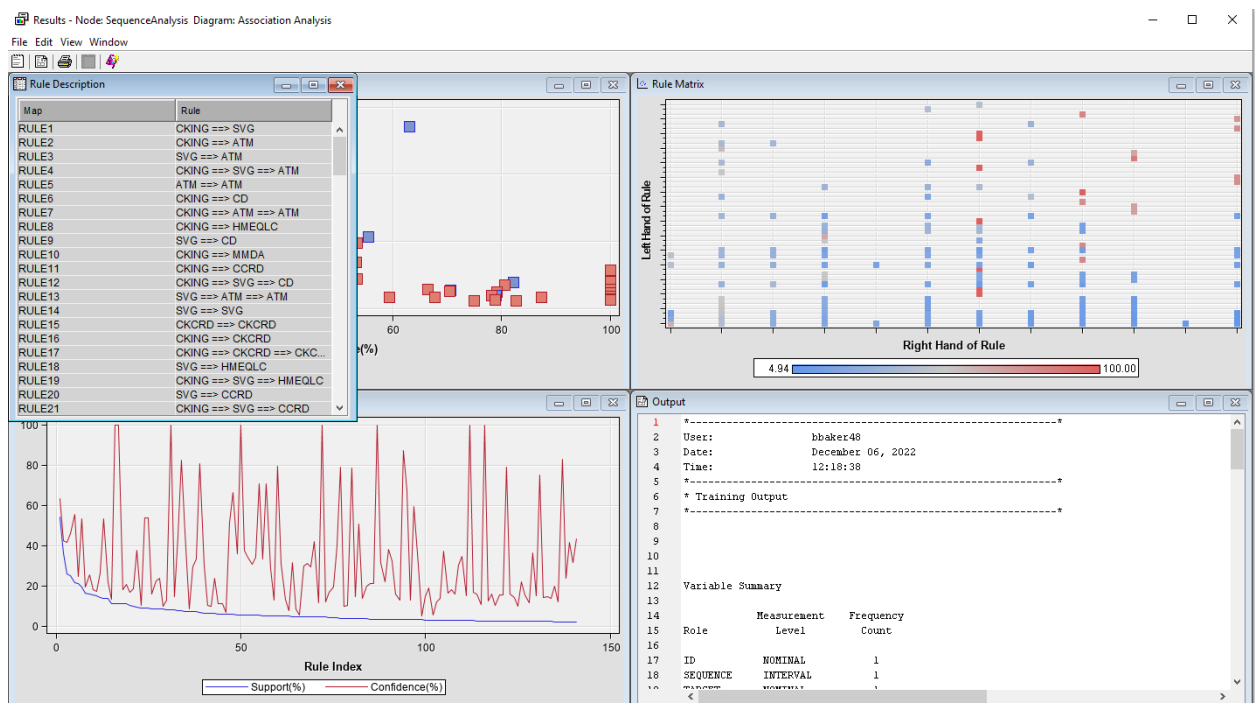 Results - Node: SequenceAnalysis Diagram: Association Analysis
File Edit View Window
Rule Description
Map Rule
RULE1 CKING ==> SVG
RULE2 CKING ==> ATM
RULE3 SVG ==> ATM
RULE4 CKING ==> SVG ==> ATM
RULE5 ATM ==> ATM
RULE6 CKING ==> CD
RULE7 CKING ==> ATM ==> ATM
RULE8 CKING ==> HMEQLC
RULE9 SVG ==> CD
RULE10 CKING ==> MMDA
RULE11 CKING ==> CCRD
RULE12 CKING ==> SVG ==> CD
RULE13 SVG ==> ATM ==> ATM
RULE14 SVG ==> SVG
RULE15 CKCRD ==> CKCRD
RULE16 CKING ==> CKCRD
RULE17 CKING ==> CKCRD ==> CKC...
RULE18 SVG ==> HMEQLC
RULE19 CKING ==> SVG ==> HMEQLC
RULE20 SVG ==> CCRD
RULE21 CKING ==> SVG ==> CCRD
60 80 100
(%)
Rule Matrix
Left Hand of Rule
Right Hand of Rule
4.94 100.00
100
80
60
40
20
0
0 50 100 150
Rule Index
Support(%) Confidence(%)
Output
1 *------------------------------------------------------------*
2 User: bbaker48
3 Date: December 06, 2022
4 Time: 12:18:38
5 *------------------------------------------------------------*
6 * Training Output
7 *------------------------------------------------------------*
8
9
10
11
12 Variable Summary
13
14 Measurement Frequency
15 Role Level Count
16
17 ID NOMINAL 1
18 SEQUENCE INTERVAL 1
19 TARGET NOMINAL 1